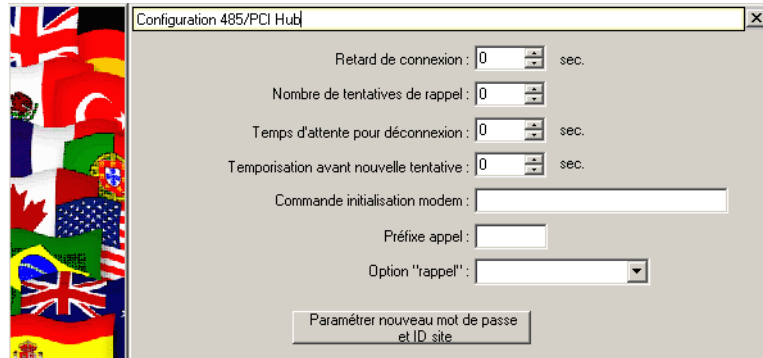 Configuration 485/PCI Hub
Retard de connexion : 0 sec.
Nombre de tentatives de rappel : 0
Temps d'attente pour déconnexion : 0 sec.
Temporisation avant nouvelle tentative : 0 sec.
Commande initialisation modem :
Préfixe appel :
Option "rappel" :
Paramétrer nouveau mot de passe
et ID site